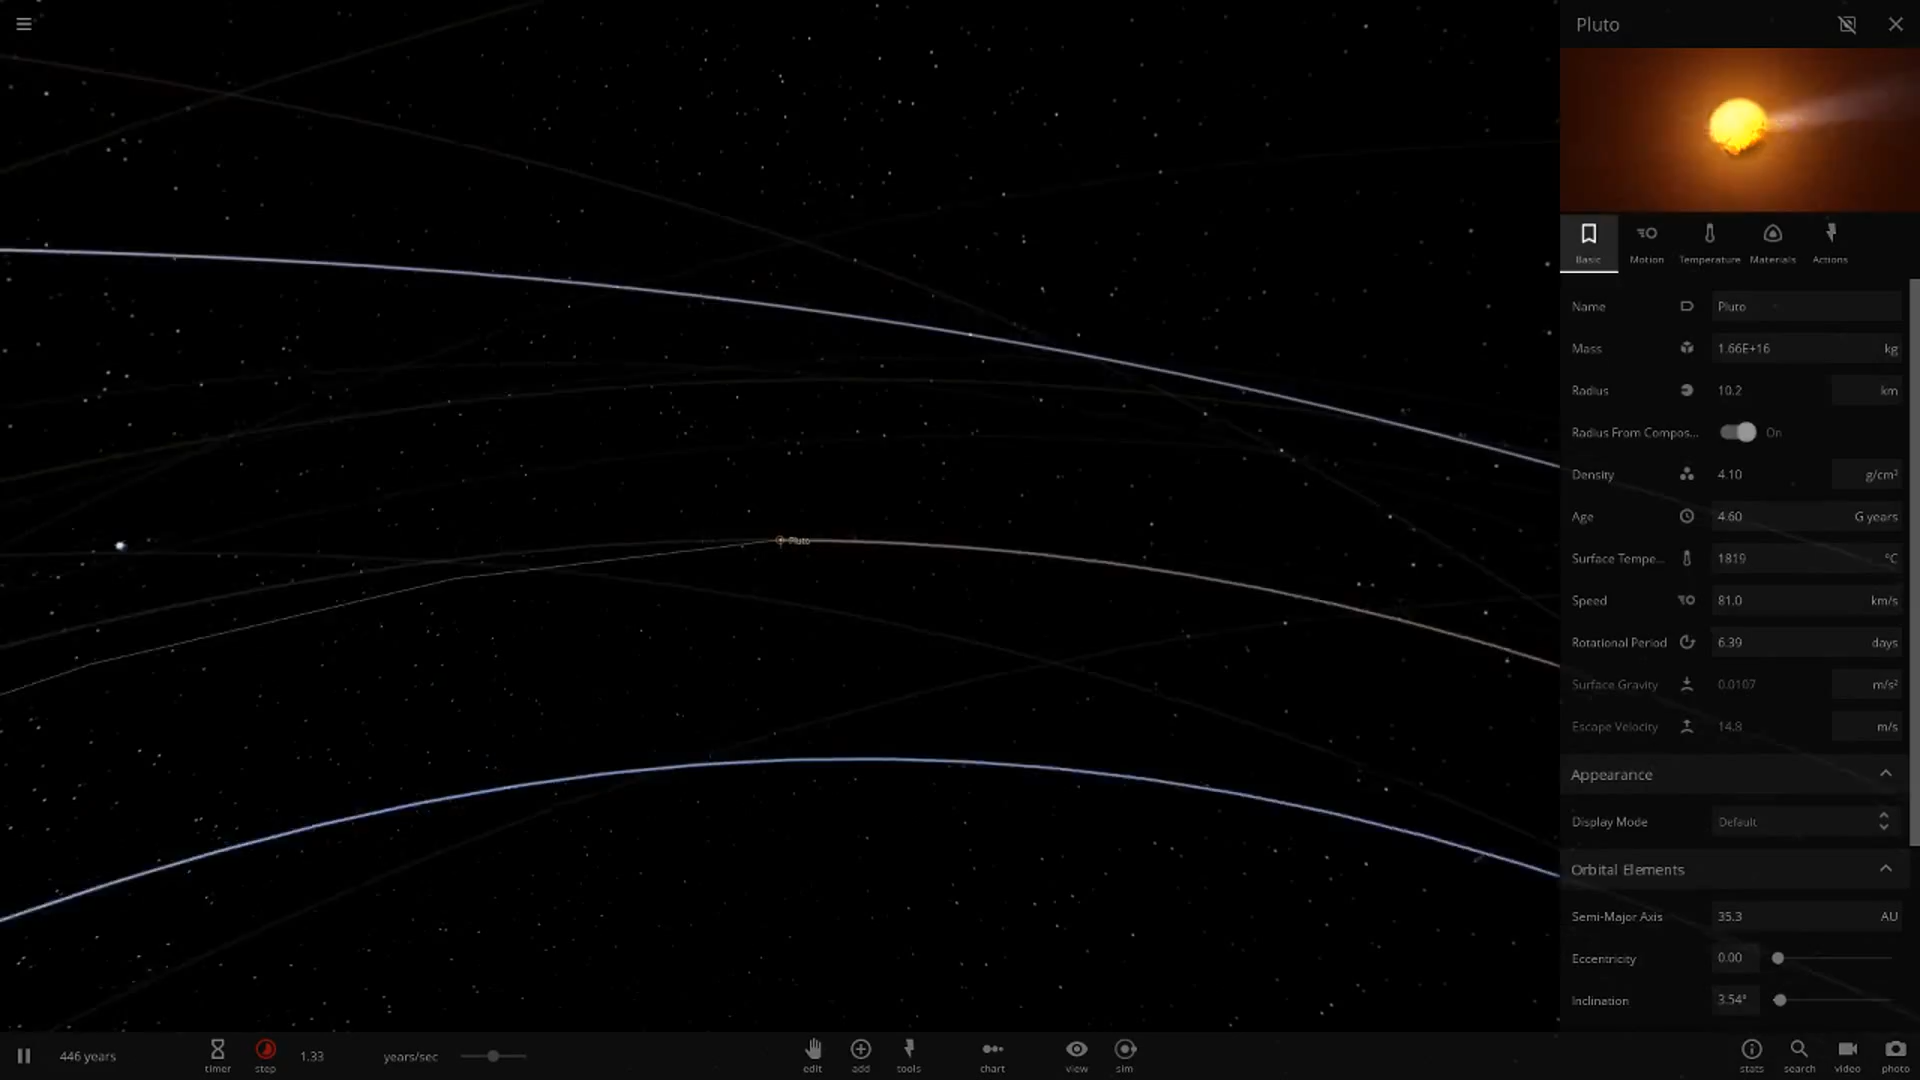 Pluto
Basic
Motion
Temperature
Materials
Actions
Name
Pluto
Mass
1.66E+16
kg
Radius
10.2
km
Radius From Compos...
On
Density
4.10
g/cm³
Age
4.60
G years
Surface Tempe...
1819
°C
Speed
81.0
km/s
Rotational Period
6.39
days
Surface Gravity
0.0107
m/s²
Escape Velocity
14.8
m/s
Appearance
Display Mode
Default
Orbital Elements
Semi-Major Axis
35.3
AU
Eccentricity
0.00
Inclination
3.54°
Pluto
446 years
timer
step
1.33
years/sec
edit
add
tools
chart
view
sim
stats
search
video
photo